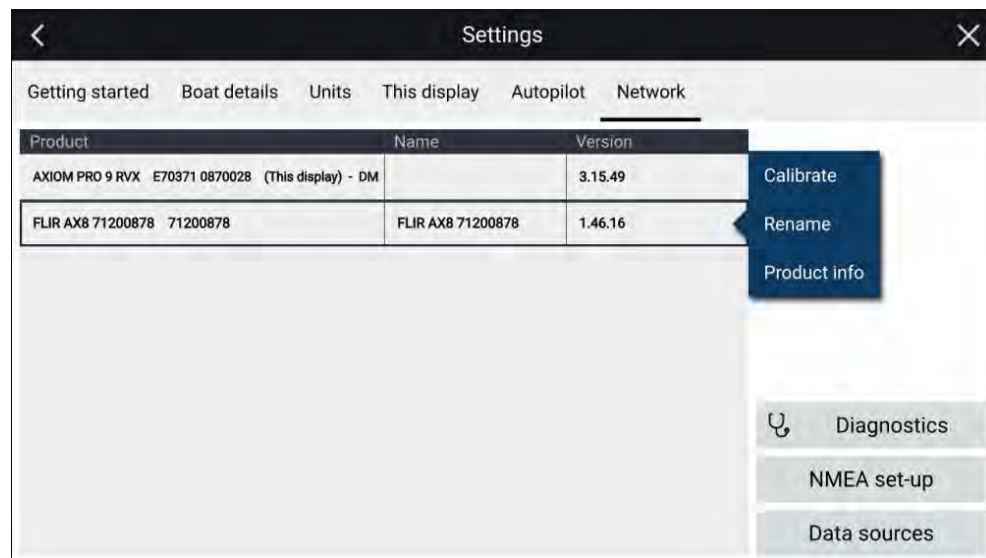 Settings
Getting started Boat details Units This display Autopilot Network
Product Name Version
AXIOM PRO 9 RVX E70371 0870028 (This display) - DM 3.15.49
FLIR AX8 71200878 71200878 FLIR AX8 71200878 1.46.16
Calibrate
Rename
Product info
Diagnostics
NMEA set-up
Data sources